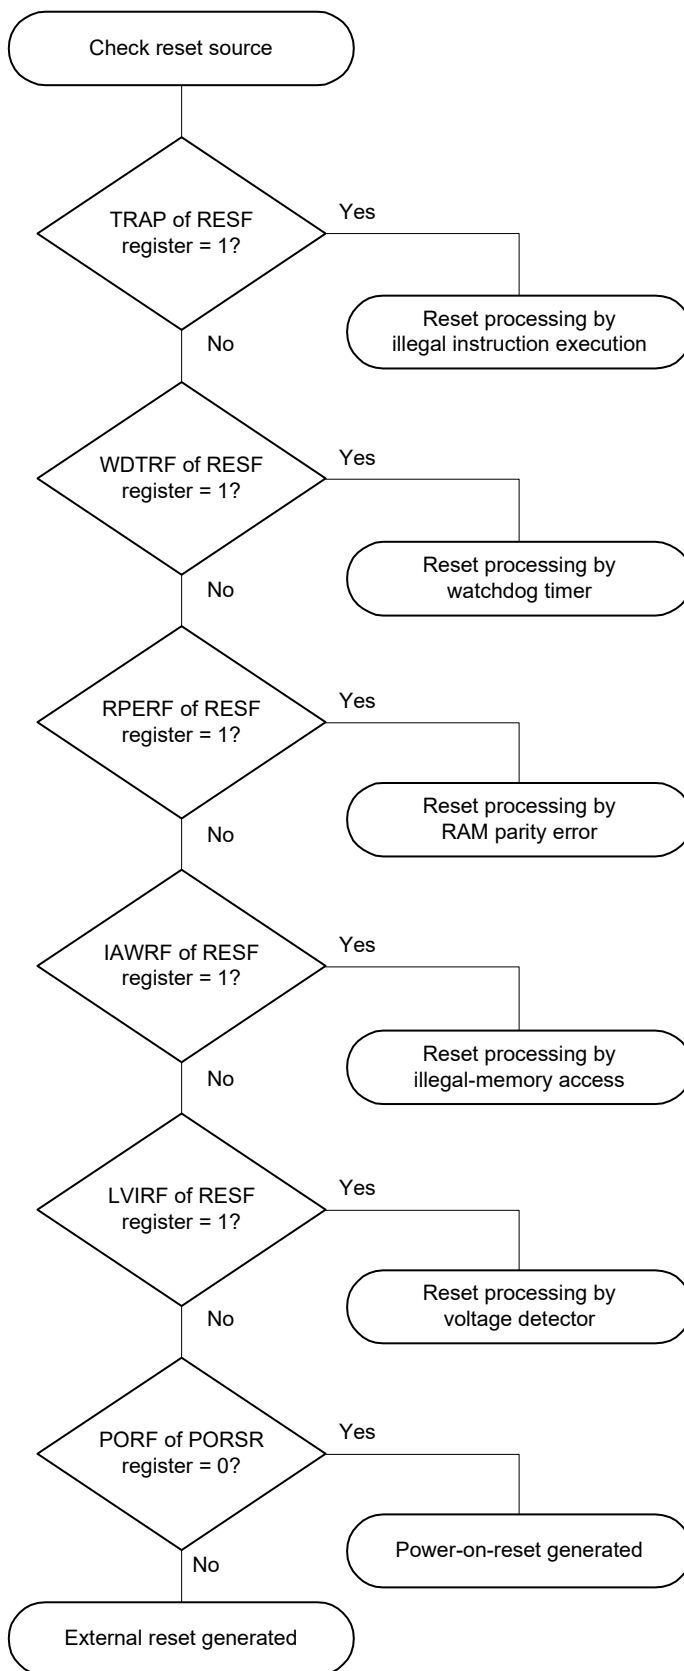 Check reset source
TRAP of RESF
register = 1?
Yes
Reset processing by
illegal instruction execution
No
WDTRF of RESF
register = 1?
Yes
Reset processing by
watchdog timer
No
RPERF of RESF
register = 1?
Yes
Reset processing by
RAM parity error
No
IAWRF of RESF
register = 1?
Yes
Reset processing by
illegal-memory access
No
LVIRF of RESF
register = 1?
Yes
Reset processing by
voltage detector
No
PORF of PORSR
register = 0?
Yes
Power-on-reset generated
No
External reset generated